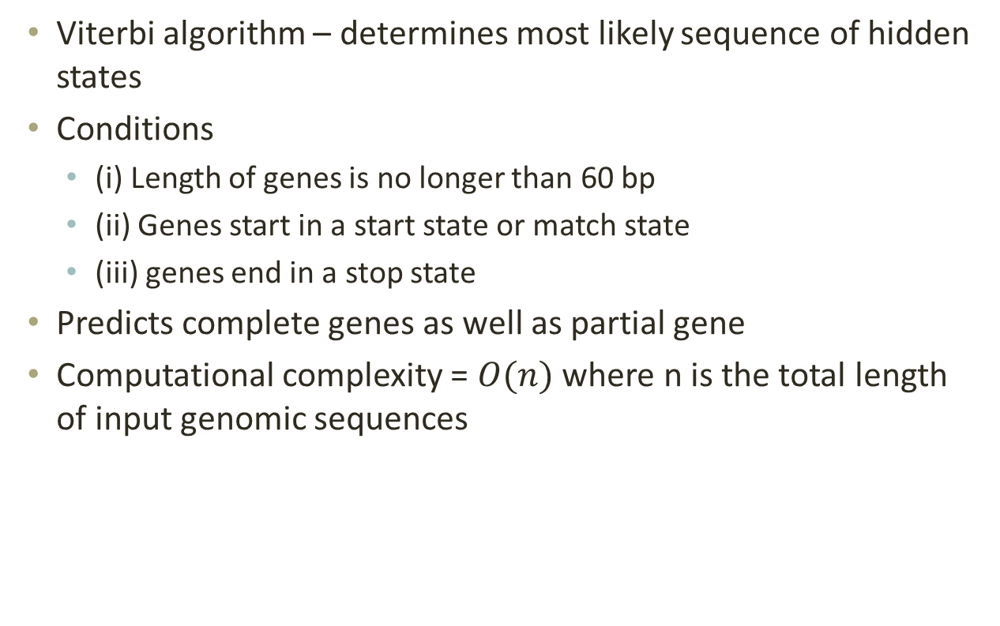 • Viterbi algorithm – determines most likely sequence of hidden
states
• Conditions
• (i) Length of genes is no longer than 60 bp
• (ii) Genes start in a start state or match state
• (iii) genes end in a stop state
• Predicts complete genes as well as partial gene
• Computational complexity = O(n) where n is the total length
of input genomic sequences